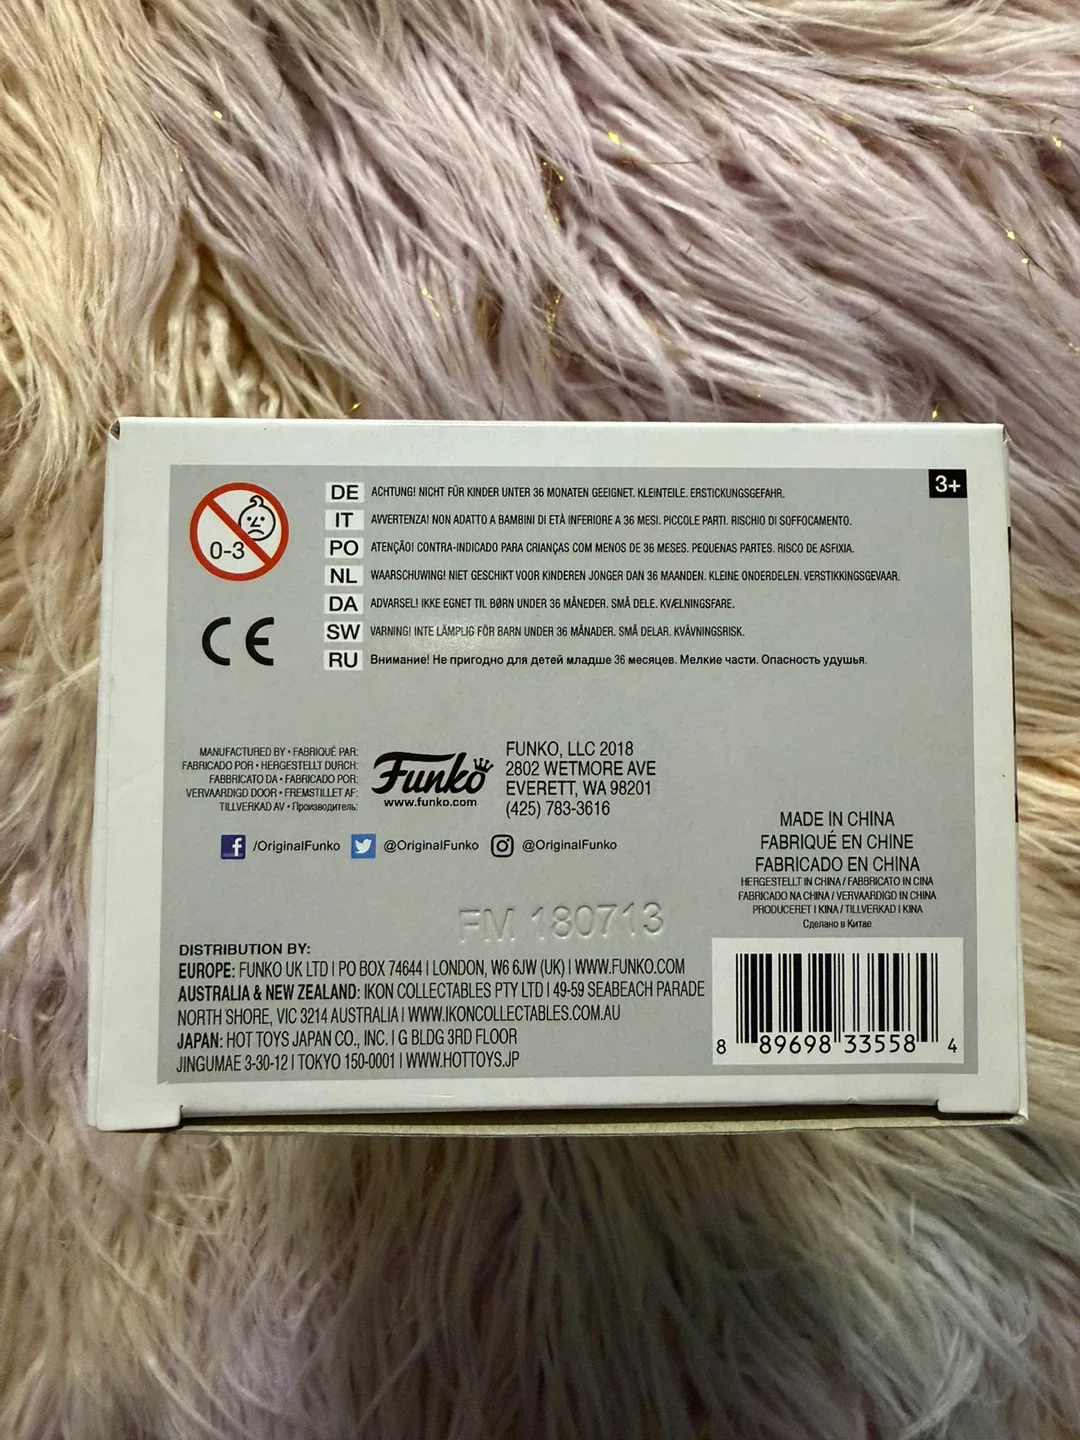 3+
0-3
DE ACHTUNG! NICHT FÜR KINDER UNTER 36 MONATEN GEEIGNET. KLEINTEILE. ERSTICKUNGSGEFAHR.
IT AVVERTENZA! NON ADATTO A BAMBINI DI ETÀ INFERIORE A 36 MESI. PICCOLE PARTI. RISCHIO DI SOFFOCAMENTO.
PO ATENÇÃO! CONTRA-INDICADO PARA CRIANÇAS COM MENOS DE 36 MESES. PEQUENAS PARTES. RISCO DE ASFIXIA.
NL WAARSCHUWING! NIET GESCHIKT VOOR KINDEREN JONGER DAN 36 MAANDEN. KLEINE ONDERDELEN. VERSTIKKINGSGEVAAR.
DA ADVARSEL! IKKE EGNET TIL BØRN UNDER 36 MÅNEDER. SMÅ DELE. KVÆLNINGSFARE.
SW VARNING! INTE LÄMPLIG FÖR BARN UNDER 36 MÅNADER. SMÅ DELAR. KVÄVNINGSRISK.
RU Внимание! Не пригодно для детей младше 36 месяцев. Мелкие части. Опасность удушья.
CE
MANUFACTURED BY • FABRIQUÉ PAR:
FABRICADO POR • HERGESTELLT DURCH:
FABBRICATO DA • FABRICADO POR:
VERVAARDIGD DOOR • FREMSTILLET AF:
TILLVERKAD AV • Производитель:
Funko
www.funko.com
FUNKO, LLC 2018
2802 WETMORE AVE
EVERETT, WA 98201
(425) 783-3616
/OriginalFunko @OriginalFunko @OriginalFunko
MADE IN CHINA
FABRIQUÉ EN CHINE
FABRICADO EN CHINA
HERGESTELLT IN CHINA / FABBRICATO IN CINA
FABRICADO NA CHINA / VERVAARDIGD IN CHINA
PRODUCERET I KINA / TILLVERKAD I KINA
Сделано в Китае
FM 180713
DISTRIBUTION BY:
EUROPE: FUNKO UK LTD | PO BOX 74644 | LONDON, W6 6JW (UK) | WWW.FUNKO.COM
AUSTRALIA & NEW ZEALAND: IKON COLLECTABLES PTY LTD | 49-59 SEABEACH PARADE
NORTH SHORE, VIC 3214 AUSTRALIA | WWW.IKONCOLLECTABLES.COM.AU
JAPAN: HOT TOYS JAPAN CO., INC. | G BLDG 3RD FLOOR
JINGUMAE 3-30-12 | TOKYO 150-0001 | WWW.HOTTOYS.JP
8 89698 33558 4